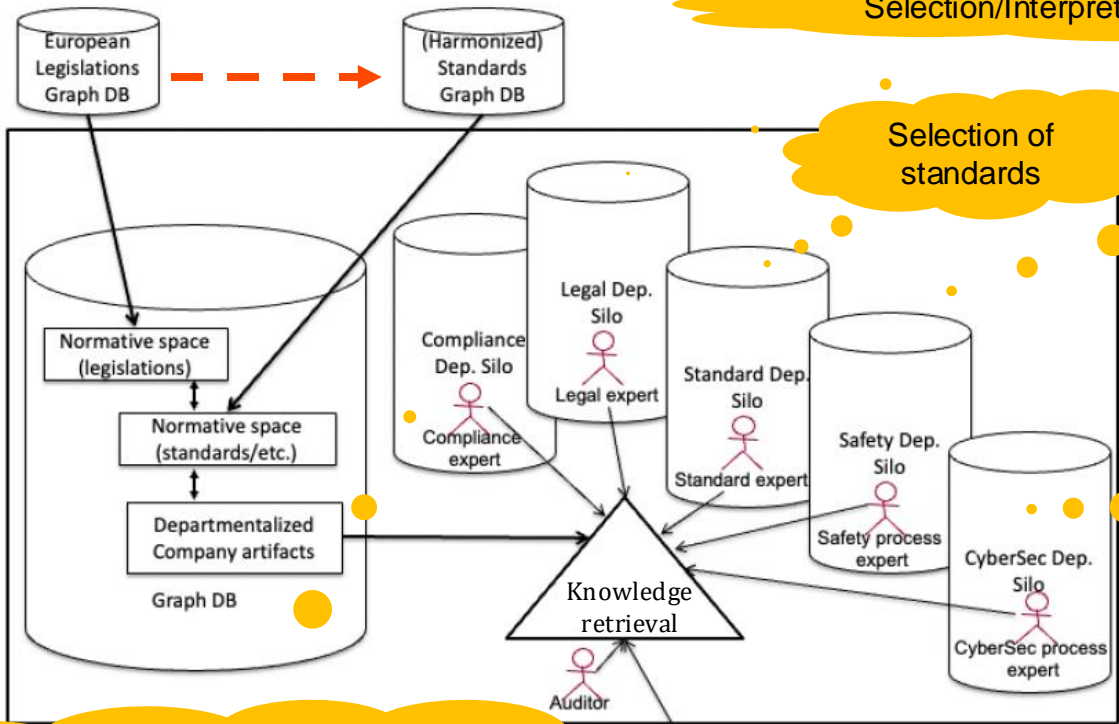 Selection/Interpret
European
Legislations
Graph DB
(Harmonized)
Standards
Graph DB
Selection of
standards
Normative space
(legislations)
Normative space
(standards/etc.)
Departmentalized
Company artifacts
Graph DB
Compliance
Dep. Silo
Compliance
expert
Legal Dep.
Silo
Legal expert
Standard Dep.
Silo
Standard expert
Safety Dep.
Silo
Safety process
expert
CyberSec Dep.
Silo
CyberSec process
expert
Knowledge
retrieval
Auditor